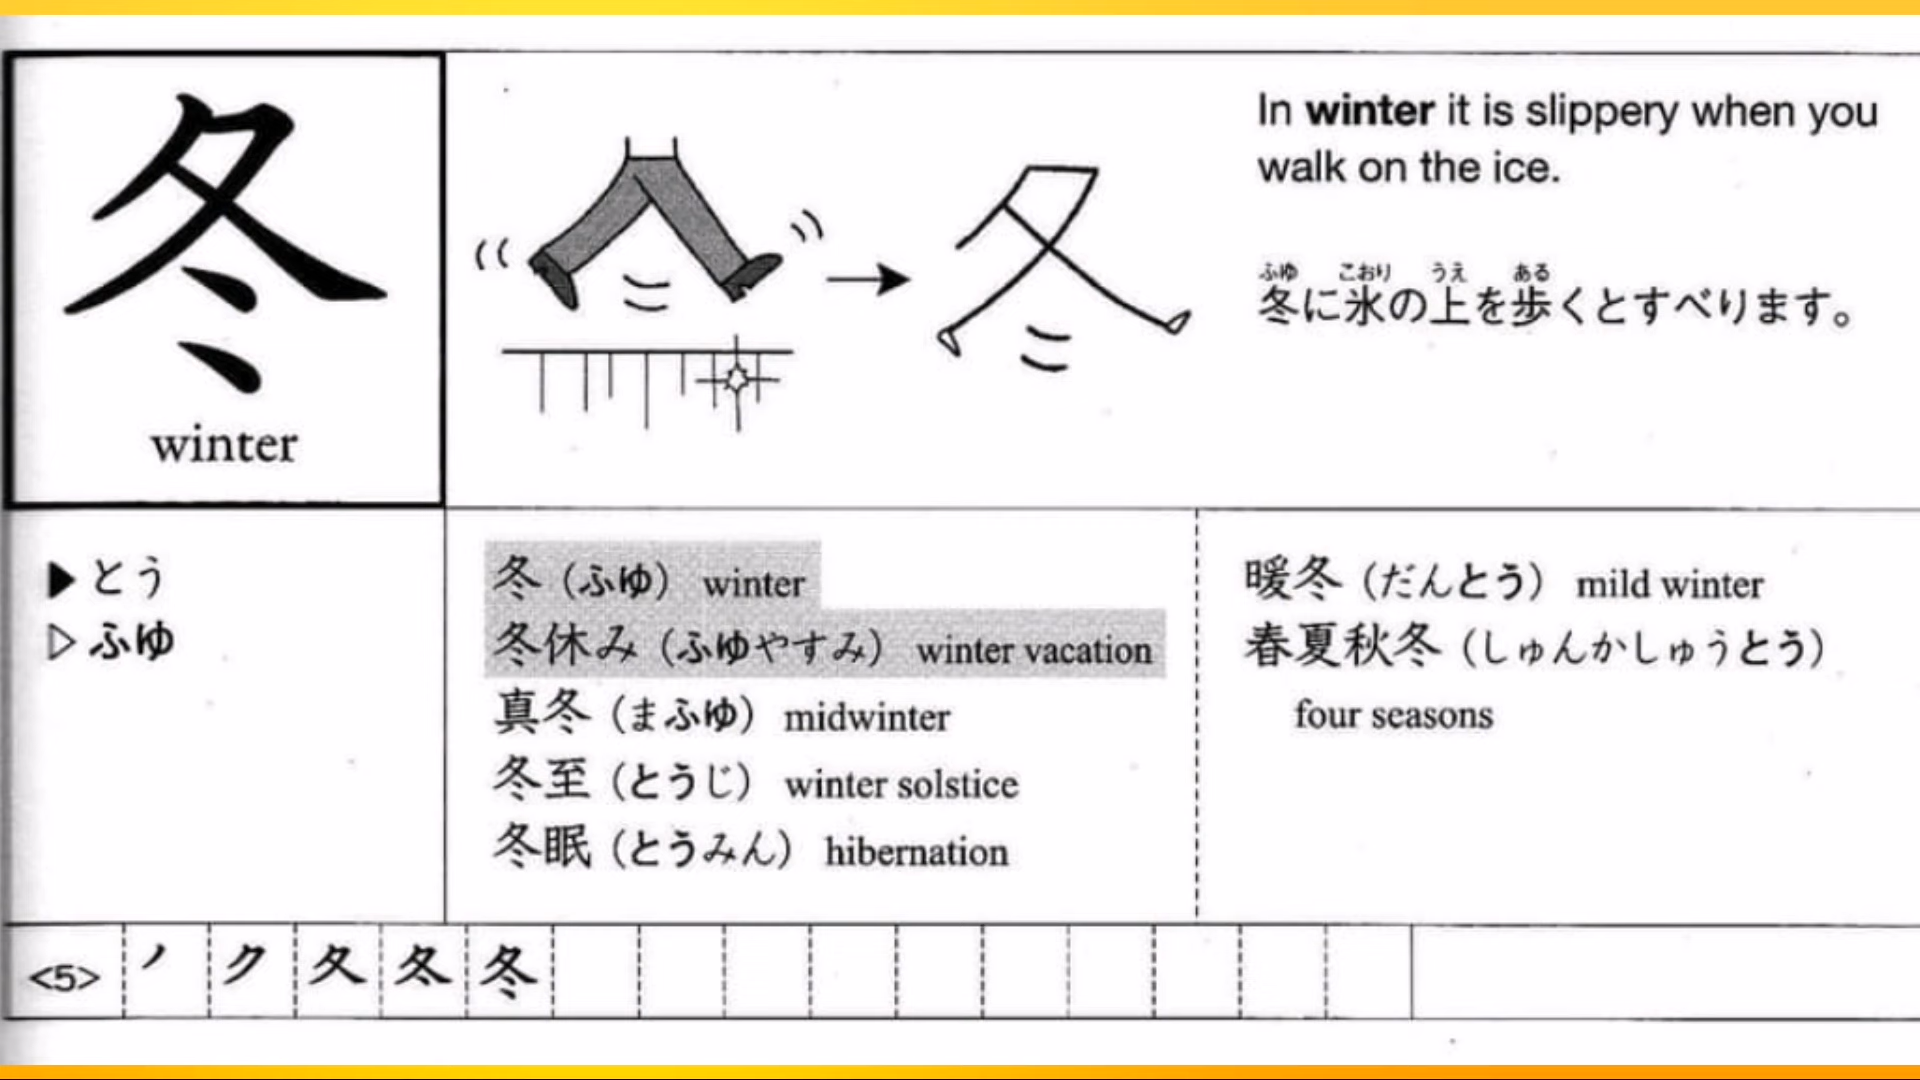 冬
winter
In winter it is slippery when you
walk on the ice.
ふゆ こおり うえ ある
冬に氷の上を歩くとすべります。
▶とう
▷ふゆ
冬（ふゆ） winter
冬休み（ふゆやすみ） winter vacation
真冬（まふゆ） midwinter
冬至（とうじ） winter solstice
冬眠（とうみん） hibernation
暖冬（だんとう） mild winter
春夏秋冬（しゅんかしゅうとう）
four seasons
<5> ノ ク 夂 冬 冬